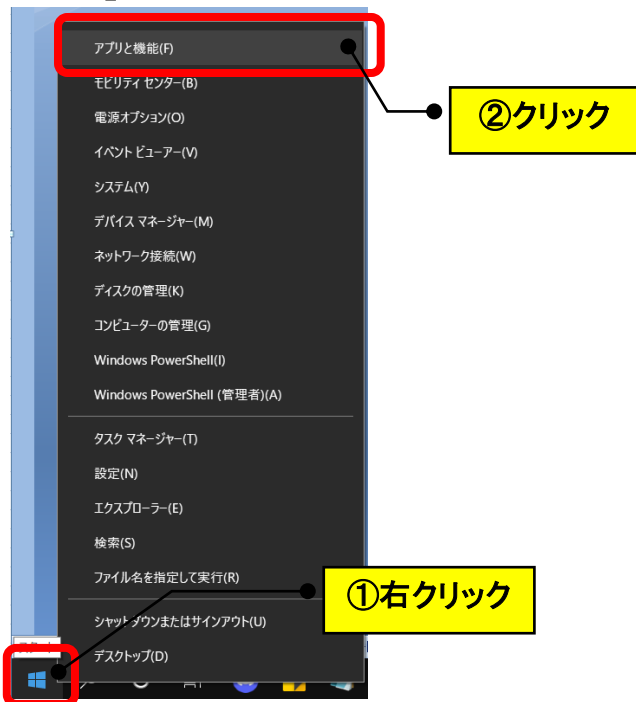 アプリと機能(F)
モビリティ センター(B)
②クリック
電源オプション(O)
イベント ビューアー(V)
システム(Y)
デバイス マネージャー(M)
ネットワーク接続(W)
ディスクの管理(K)
コンピューターの管理(G)
Windows PowerShell(I)
Windows PowerShell (管理者)(A)
タスク マネージャー(T)
設定(N)
エクスプローラー(E)
検索(S)
ファイル名を指定して実行(R)
①右クリック
シャットダウンまたはサインアウト(U)
デスクトップ(D)